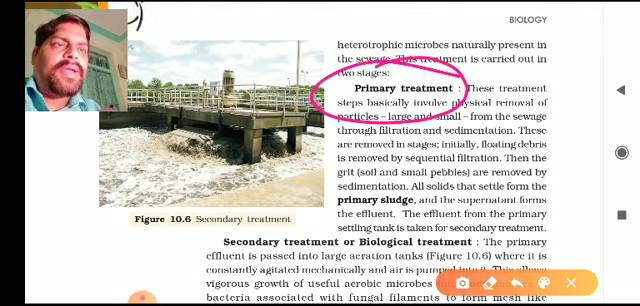 BIOLOGY
heterotrophic microbes naturally present in
the sewage. This treatment is carried out in
two stages:
Primary treatment : These treatment
steps basically involve physical removal of
particles – large and small – from the sewage
through filtration and sedimentation. These
are removed in stages; initially, floating debris
is removed by sequential filtration. Then the
grit (soil and small pebbles) are removed by
sedimentation. All solids that settle form the
primary sludge, and the supernatant forms
the effluent. The effluent from the primary
settling tank is taken for secondary treatment.
Figure 10.6 Secondary treatment
Secondary treatment or Biological treatment : The primary
effluent is passed into large aeration tanks (Figure 10.6) where it is
constantly agitated mechanically and air is pumped into it. This allows
vigorous growth of useful aerobic microbes
bacteria associated with fungal filaments to form mesh like